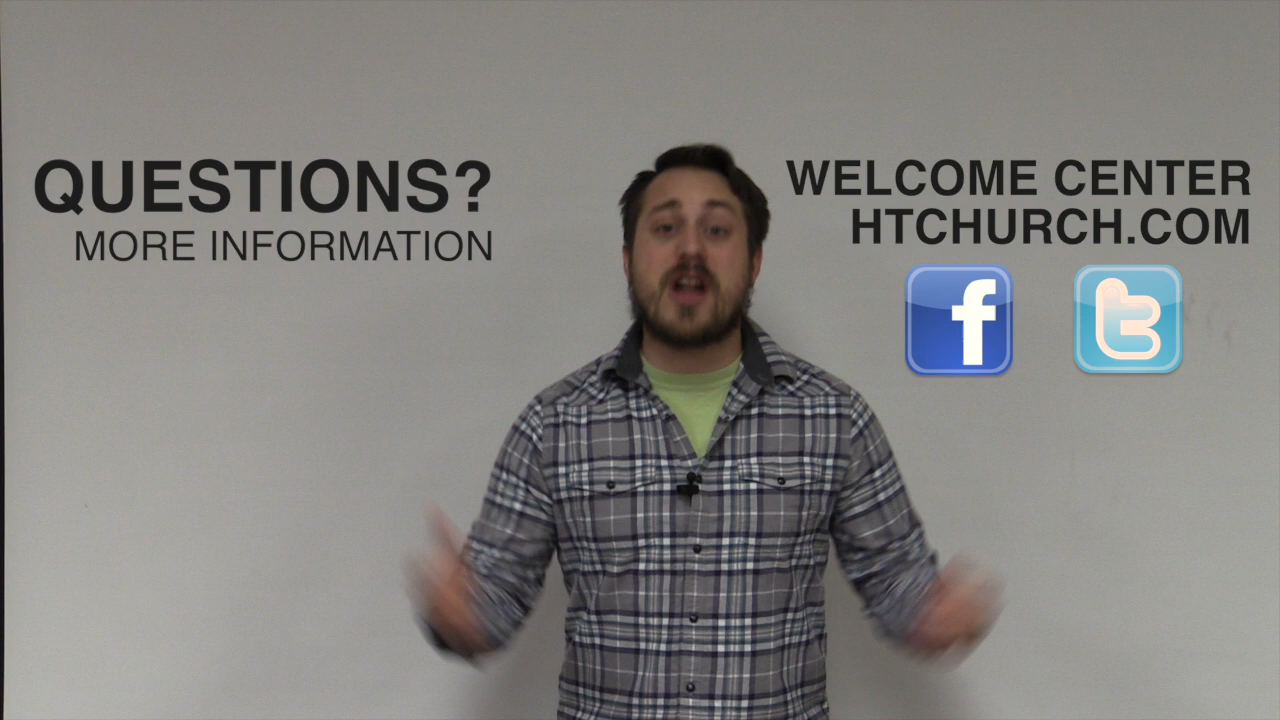 QUESTIONS?
MORE INFORMATION
WELCOME CENTER
HTCHURCH.COM
f
t